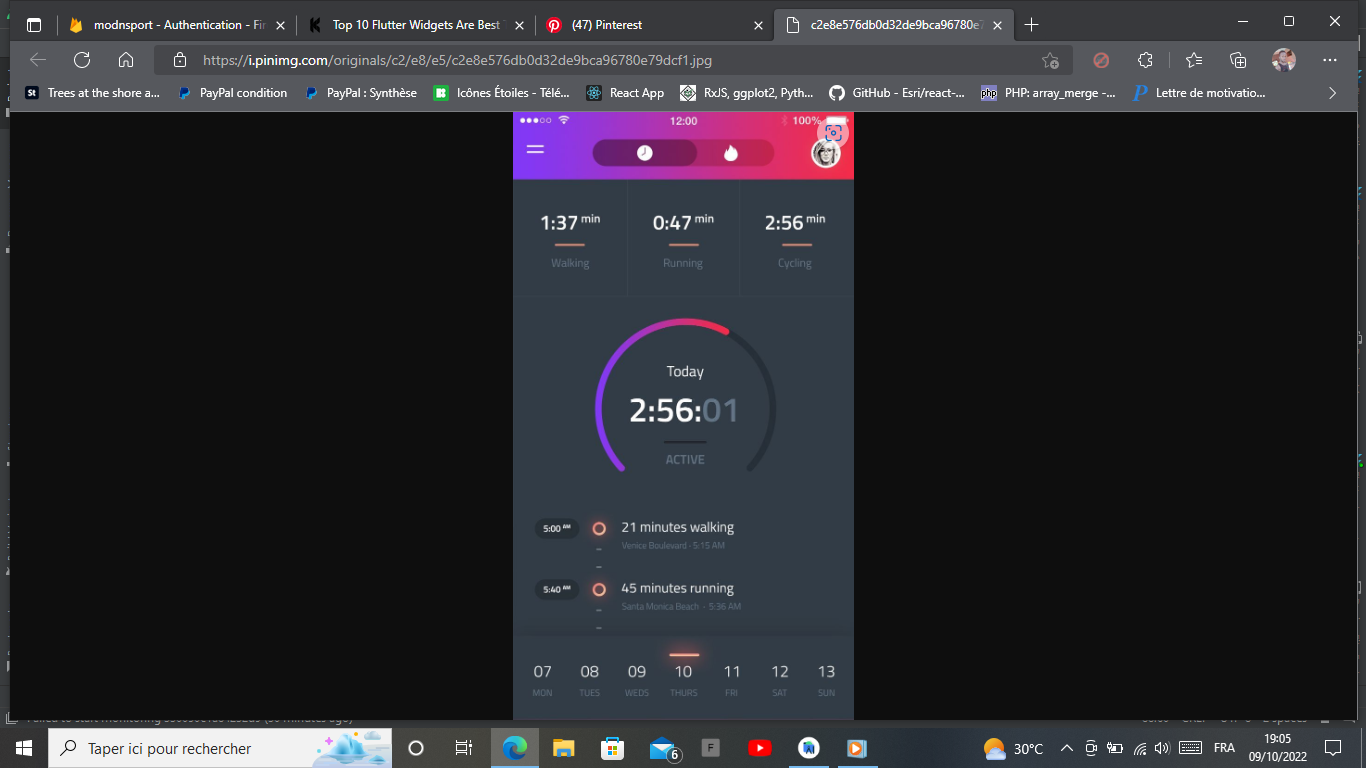 modnsport - Authentication - Fir
Top 10 Flutter Widgets Are Best
(47) Pinterest
c2e8e576db0d32de9bca96780e7
https://i.pinimg.com/originals/c2/e8/e5/c2e8e576db0d32de9bca96780e79dcf1.jpg
St Trees at the shore a...
PayPal condition
PayPal : Synthèse
Icônes Étoiles - Télé...
React App
RxJS, ggplot2, Pyth...
GitHub - Esri/react-...
php PHP: array_merge -...
Lettre de motivatio...
12:00
100%
1:37 min
0:47 min
2:56 min
Walking
Running
Cycling
Today
2:56:01
ACTIVE
5:00 AM
21 minutes walking
Venice Boulevard - 5:15 AM
5:40 AM
45 minutes running
Santa Monica Beach - 5:36 AM
07 08 09 10 11 12 13
MON TUES WEDS THURS FRI SAT SUN
Taper ici pour rechercher
6
F
30°C
FRA
19:05
09/10/2022